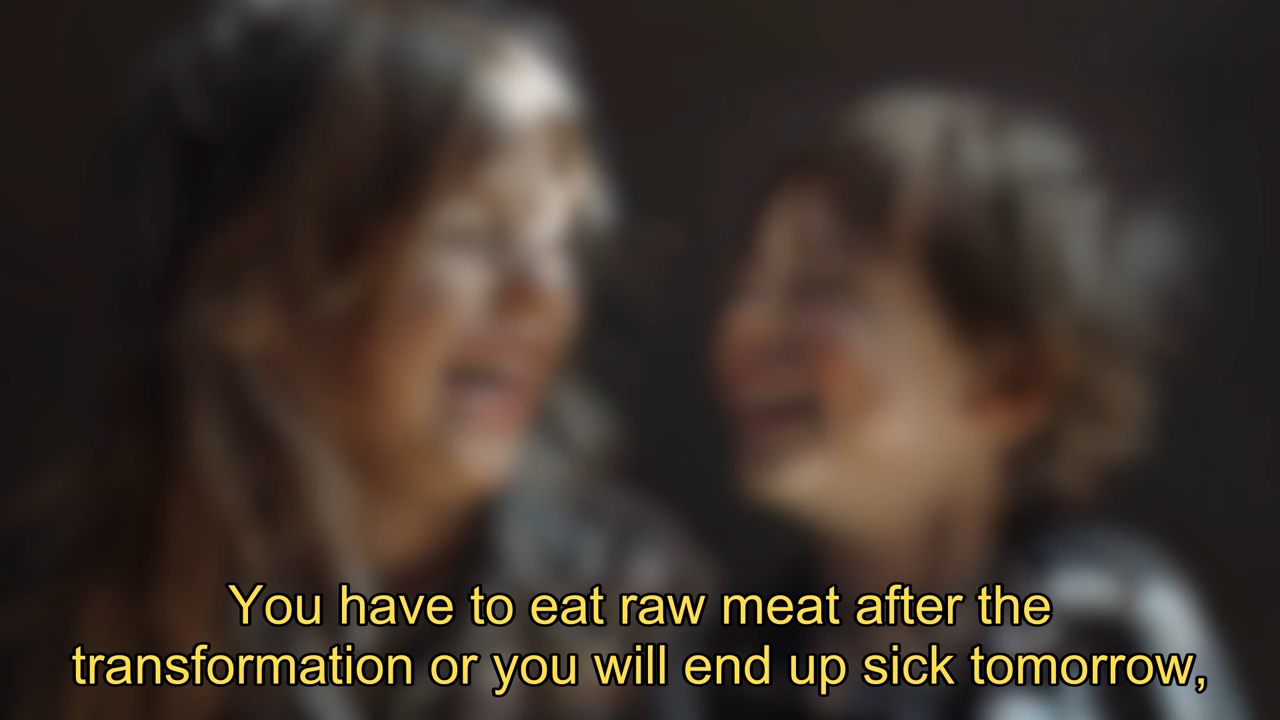 You have to eat raw meat after the
transformation or you will end up sick tomorrow,